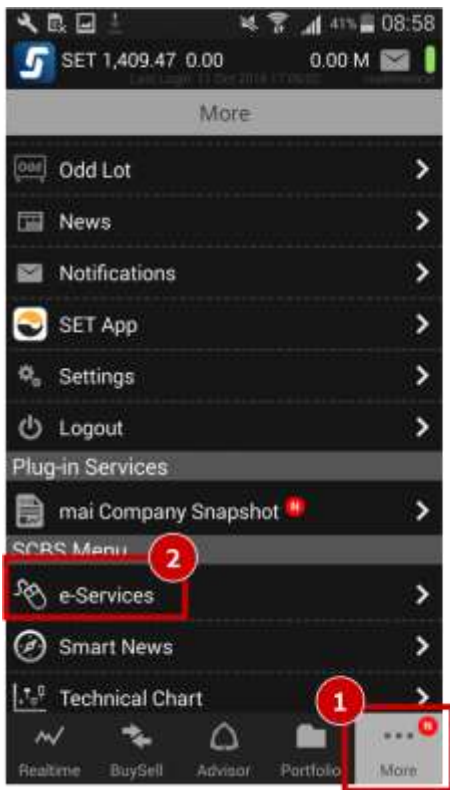 41% 08:58
SET 1,409.47 0.00 0.00 M
More
Odd
Odd Lot
News
Notifications
SET App
Settings
Logout
Plug-in Services
mai Company Snapshot N
SCBS Menu
2
e-Services
Smart News
Technical Chart
1
N
Realtime BuySell Advisor Portfolio More